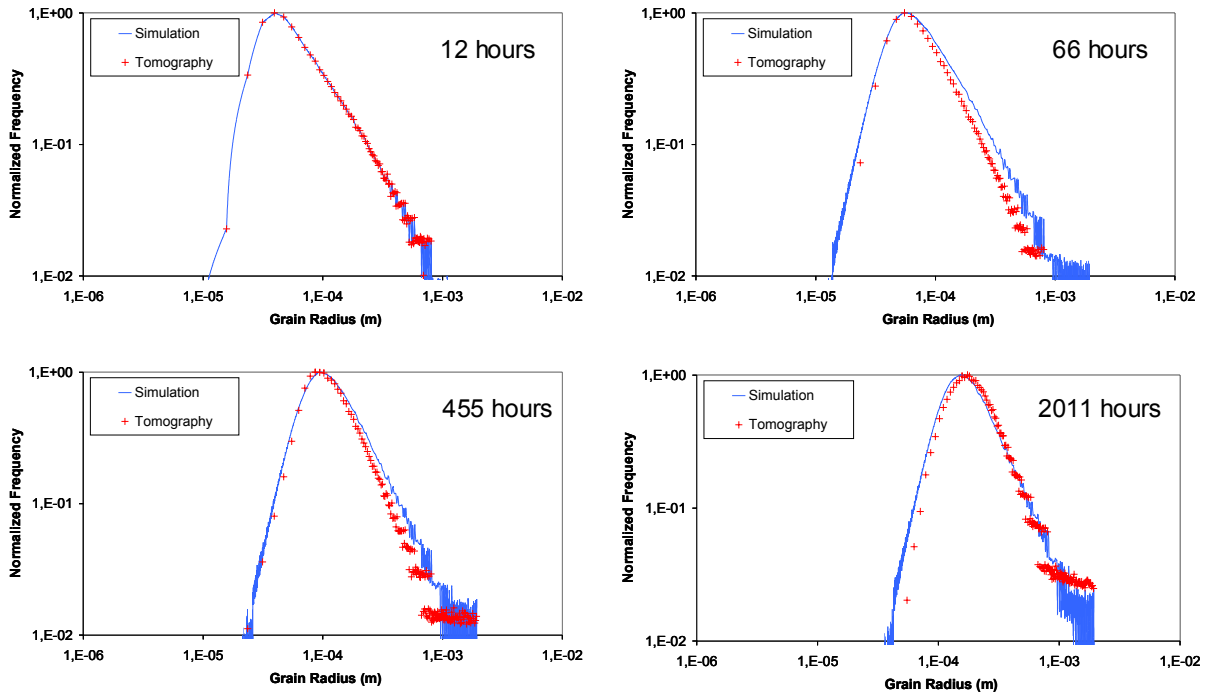 1,E+00
Simulation
Tomography
12 hours
1,E-01
1,E-02
Normalized Frequency
1,E-06 1,E-05 1,E-04 1,E-03 1,E-02
Grain Radius (m)
1,E+00
Simulation
Tomography
66 hours
1,E-01
1,E-02
Normalized Frequency
1,E-06 1,E-05 1,E-04 1,E-03 1,E-02
Grain Radius (m)
1,E+00
Simulation
Tomography
455 hours
1,E-01
1,E-02
Normalized Frequency
1,E-06 1,E-05 1,E-04 1,E-03 1,E-02
Grain Radius (m)
1,E+00
Simulation
Tomography
2011 hours
1,E-01
1,E-02
Normalized Frequency
1,E-06 1,E-05 1,E-04 1,E-03 1,E-02
Grain Radius (m)